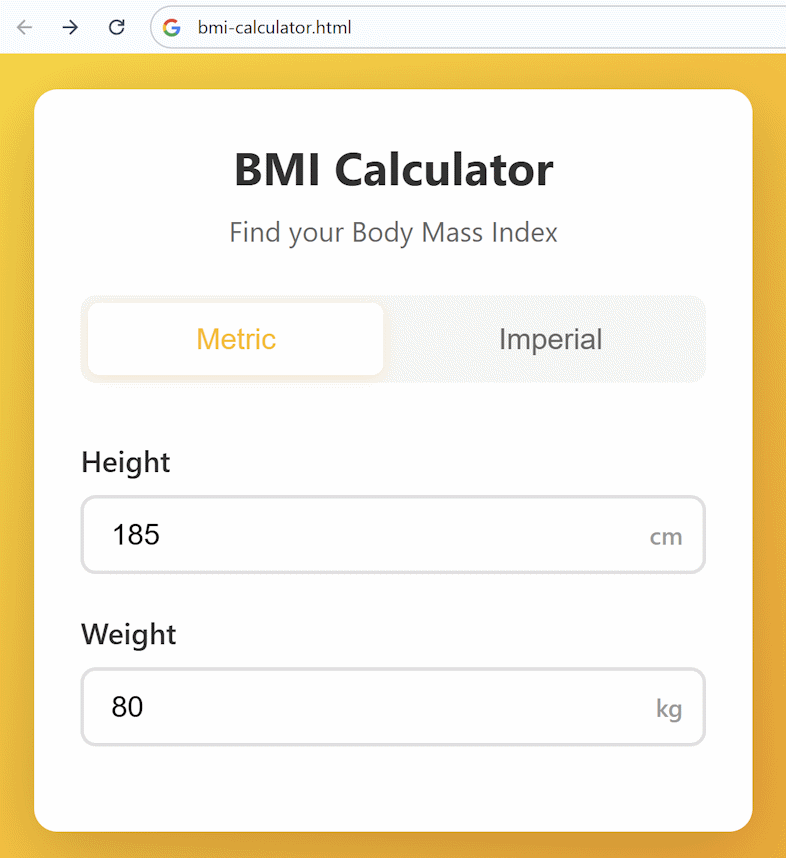 bmi-calculator.html
BMI Calculator
Find your Body Mass Index
Metric Imperial
Height
185 cm
Weight
80 kg